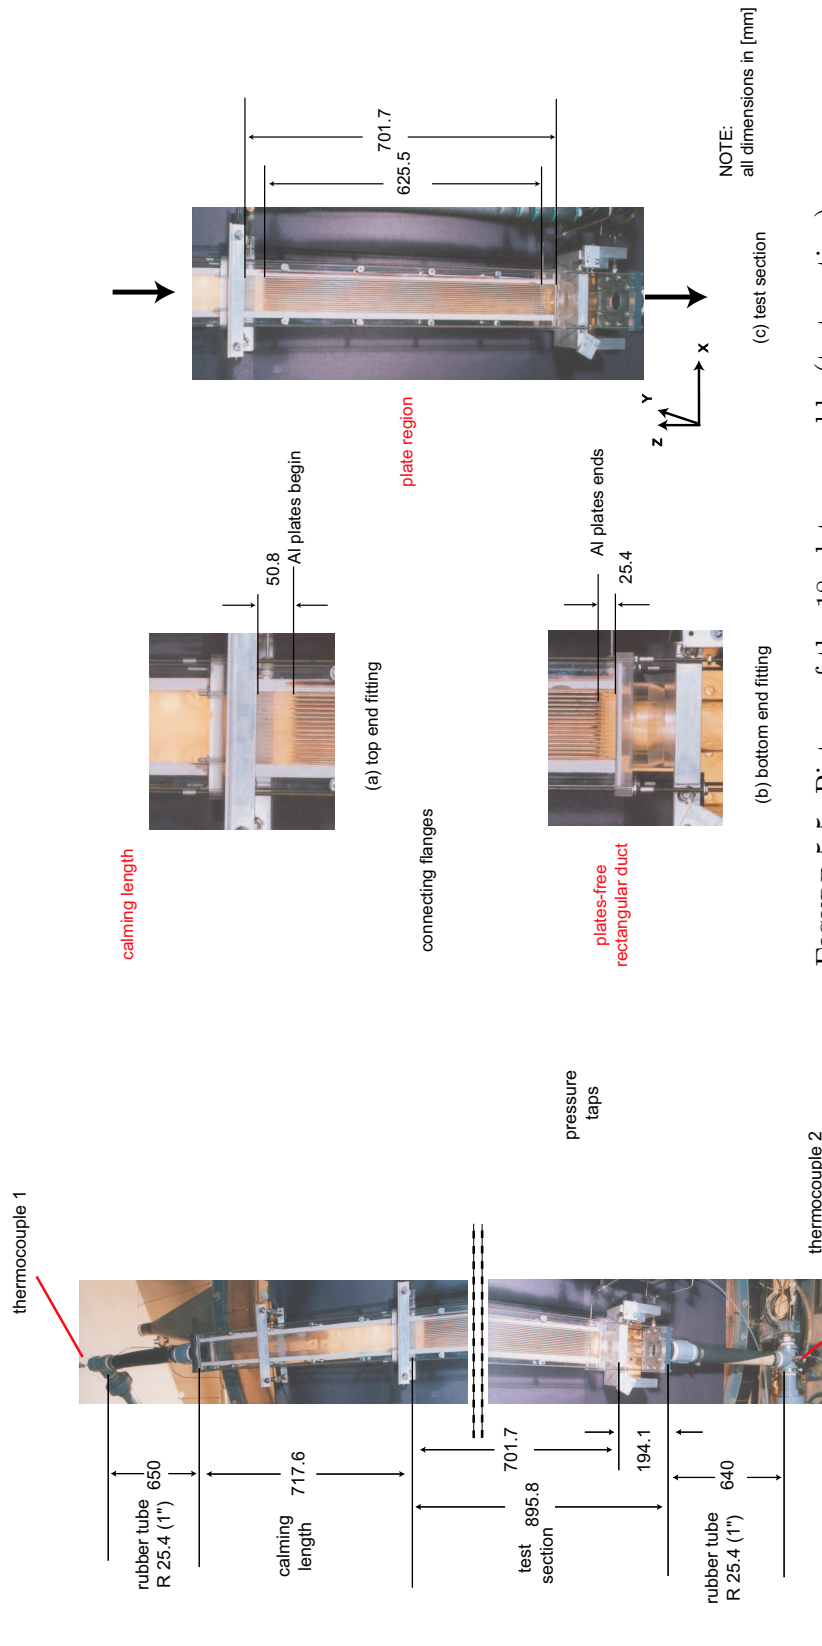 thermocouple 1
650
rubber tube
R 25.4 (1")
717.6
calming
length
701.7
895.8
test
section
194.1
640
rubber tube
R 25.4 (1")
thermocouple 2
pressure
taps
calming length
connecting flanges
plates-free
rectangular duct
50.8
Al plates begin
(a) top end fitting
Al plates ends
25.4
(b) bottom end fitting
plate region
701.7
625.5
Z
Y
X
(c) test section
NOTE:
all dimensions in [mm]